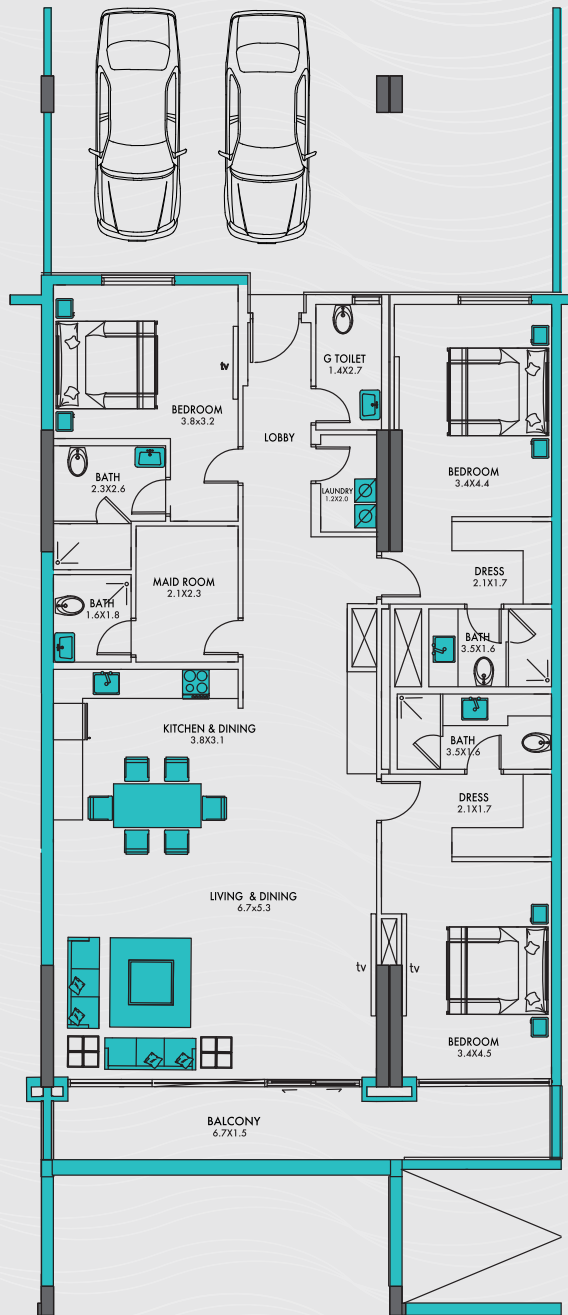 G TOILET
1.4X2.7
tv
BEDROOM
3.8x3.2
LOBBY
BATH
2.3X2.6
BEDROOM
3.4X4.4
LAUNDRY
1.2X2.0
MAID ROOM
2.1X2.3
DRESS
2.1X1.7
BATH
1.6X1.8
BATH
3.5X1.6
KITCHEN & DINING
3.8X3.1
BATH
3.5X1.6
DRESS
2.1X1.7
LIVING & DINING
6.7x5.3
tv
tv
BEDROOM
3.4X4.5
BALCONY
6.7X1.5